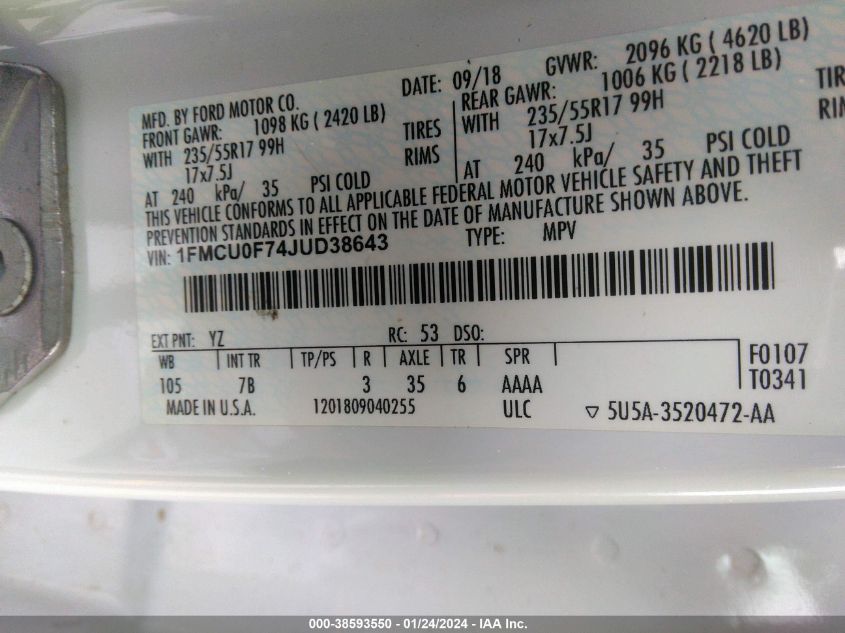 MFD. BY FORD MOTOR CO. DATE: 09/18 GVWR: 2096 KG ( 4620 LB)
FRONT GAWR: 1098 KG ( 2420 LB) REAR GAWR: 1006 KG ( 2218 LB)
WITH 235/55R17 99H TIRES WITH 235/55R17 99H TIRE
17x7.5J RIMS 17x7.5J RIMS
AT 240 kPa/ 35 PSI COLD AT 240 kPa/ 35 PSI COLD
THIS VEHICLE CONFORMS TO ALL APPLICABLE FEDERAL MOTOR VEHICLE SAFETY AND THEFT
PREVENTION STANDARDS IN EFFECT ON THE DATE OF MANUFACTURE SHOWN ABOVE.
VIN: 1FMCU0F74JUD38643 TYPE: MPV
EXT PNT: YZ RC: 53 DSO:
WB INT TR TP/PS R AXLE TR SPR F0107
105 7B 3 35 6 AAAA T0341
MADE IN U.S.A. 1201809040255 ULC ▽ 5U5A-3520472-AA
000-38593550 - 01/24/2024 - IAA Inc.